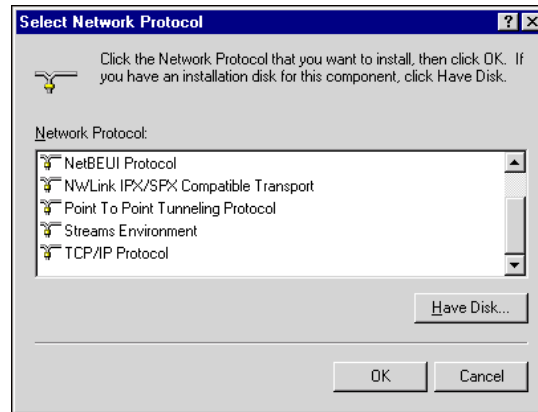 Select Network Protocol
Click the Network Protocol that you want to install, then click OK. If
you have an installation disk for this component, click Have Disk.
Network Protocol:
NetBEUI Protocol
NWLink IPX/SPX Compatible Transport
Point To Point Tunneling Protocol
Streams Environment
TCP/IP Protocol
Have Disk...
OK
Cancel